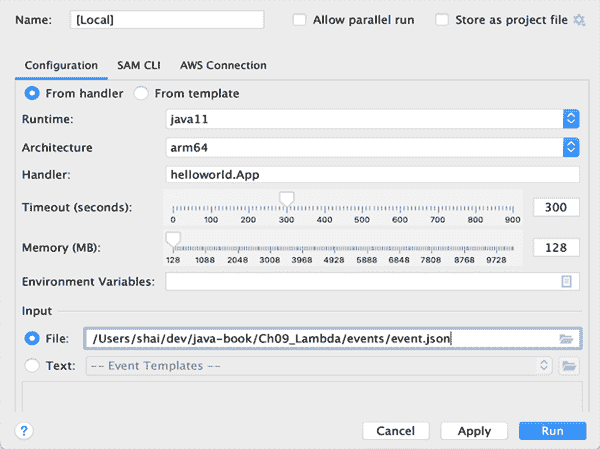 Name: [Local] Allow parallel run Store as project file
Configuration SAM CLI AWS Connection
From handler From template
Runtime: java11
Architecture arm64
Handler: helloworld.App
Timeout (seconds): 300
0 100 200 300 400 500 600 700 800 900
Memory (MB): 128
128 1088 2048 3008 3968 4928 5888 6848 7808 8768 9728
Environment Variables:
Input
File: /Users/shai/dev/java-book/Ch09_Lambda/events/event.json
Text: -- Event Templates --
? Cancel Apply Run